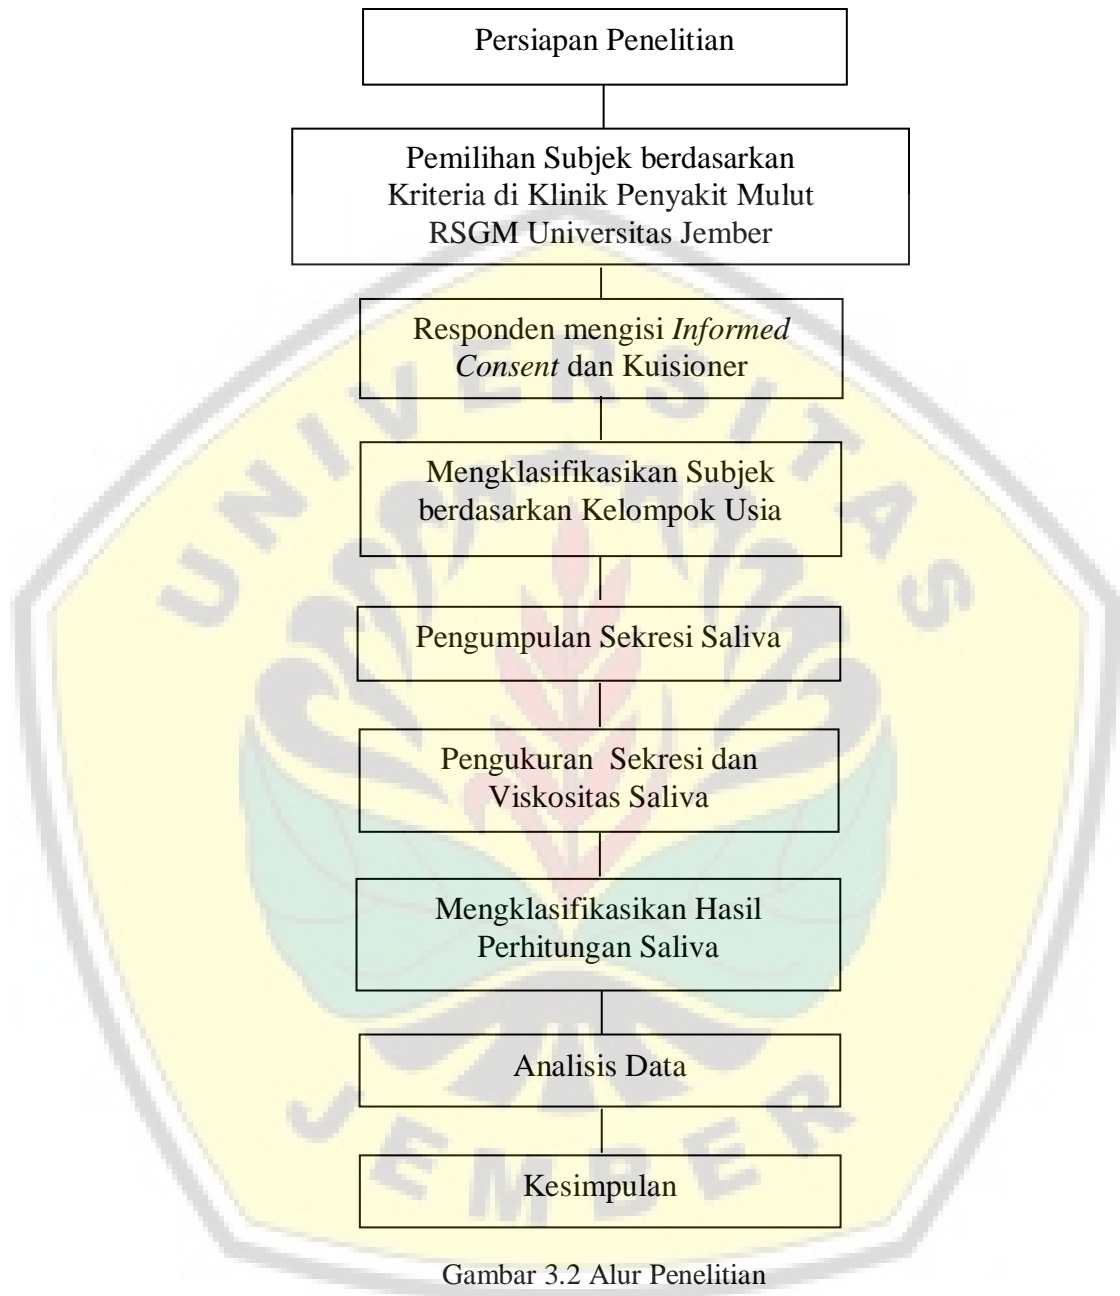 Persiapan Penelitian
Pemilihan Subjek berdasarkan
Kriteria di Klinik Penyakit Mulut
RSGM Universitas Jember
Responden mengisi Informed
Consent dan Kuisioner
Mengklasifikasikan Subjek
berdasarkan Kelompok Usia
Pengumpulan Sekresi Saliva
Pengukuran  Sekresi dan
Viskositas Saliva
Mengklasifikasikan Hasil
Perhitungan Saliva
Analisis Data
Kesimpulan
Gambar 3.2 Alur Penelitian
UNIVERSITAS
JEMBER